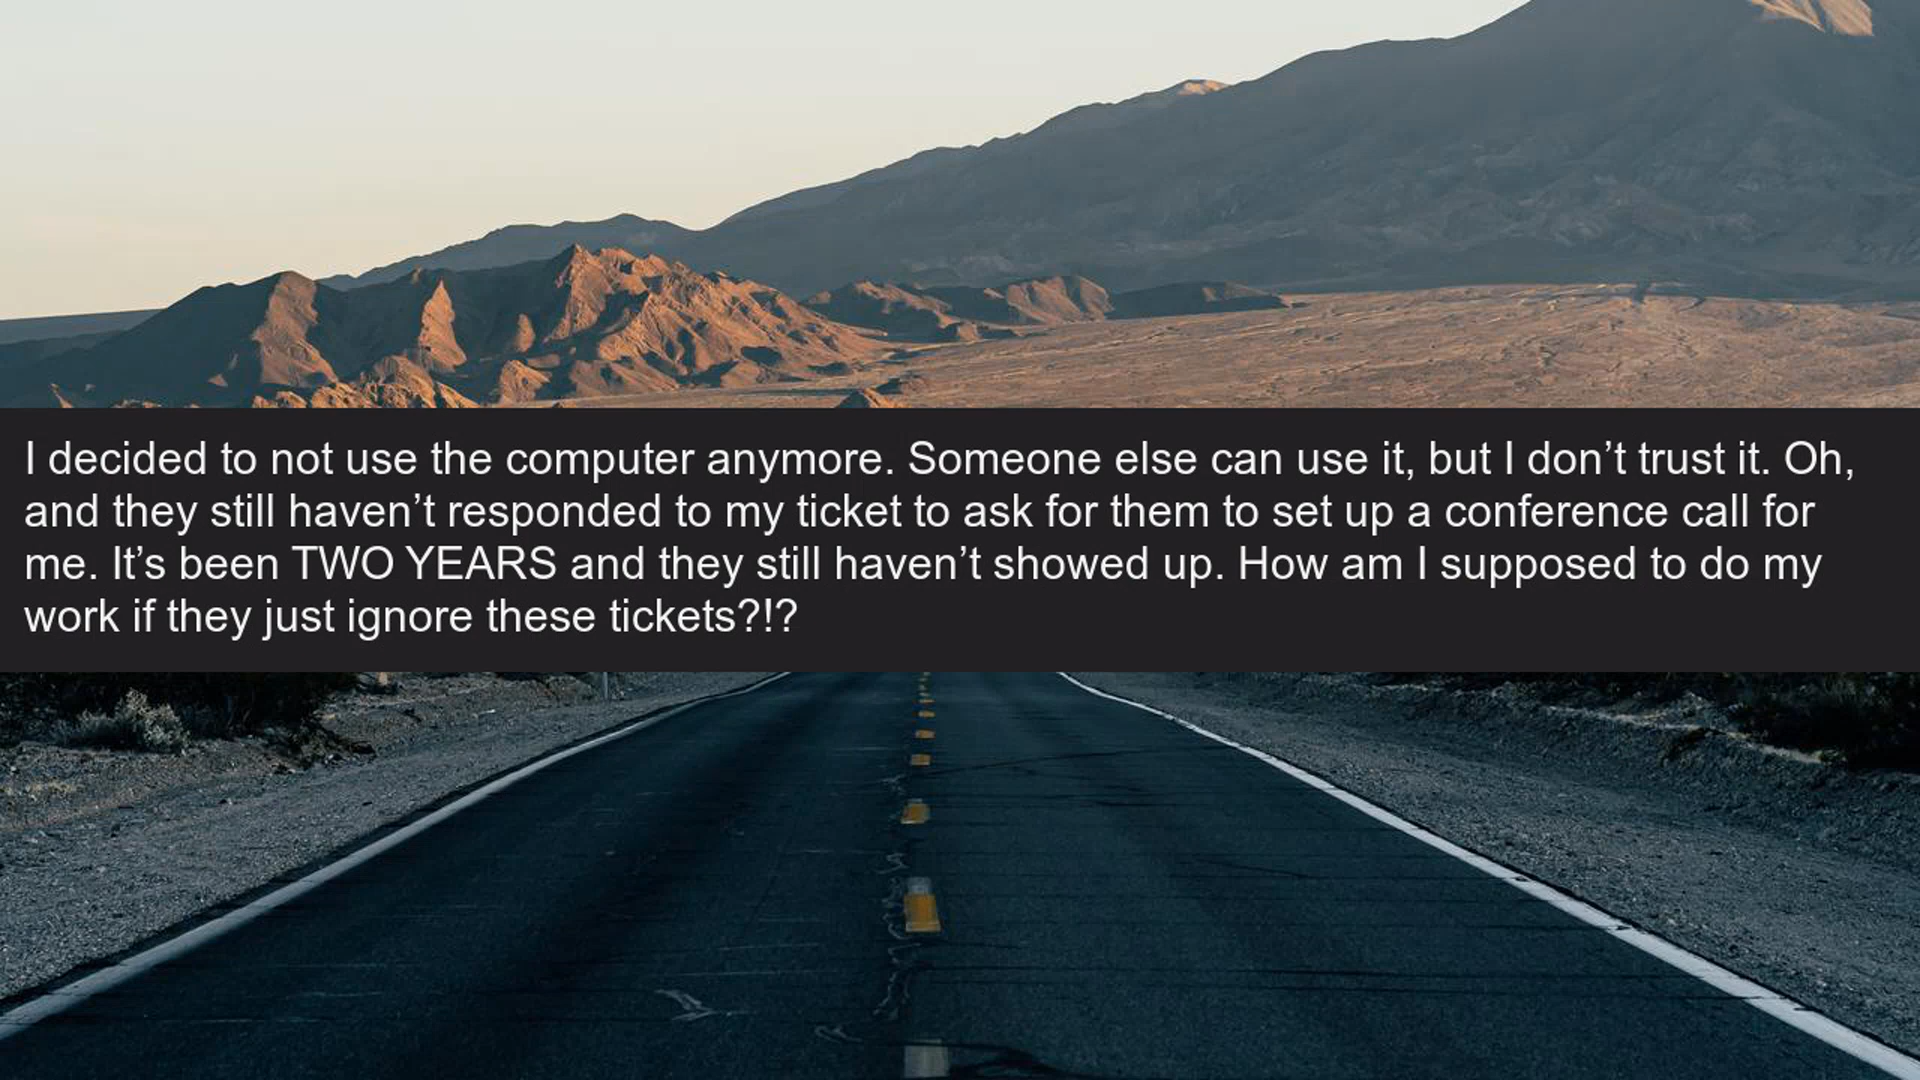 I decided to not use the computer anymore. Someone else can use it, but I don’t trust it. Oh,
and they still haven’t responded to my ticket to ask for them to set up a conference call for
me. It’s been TWO YEARS and they still haven’t showed up. How am I supposed to do my
work if they just ignore these tickets?!?